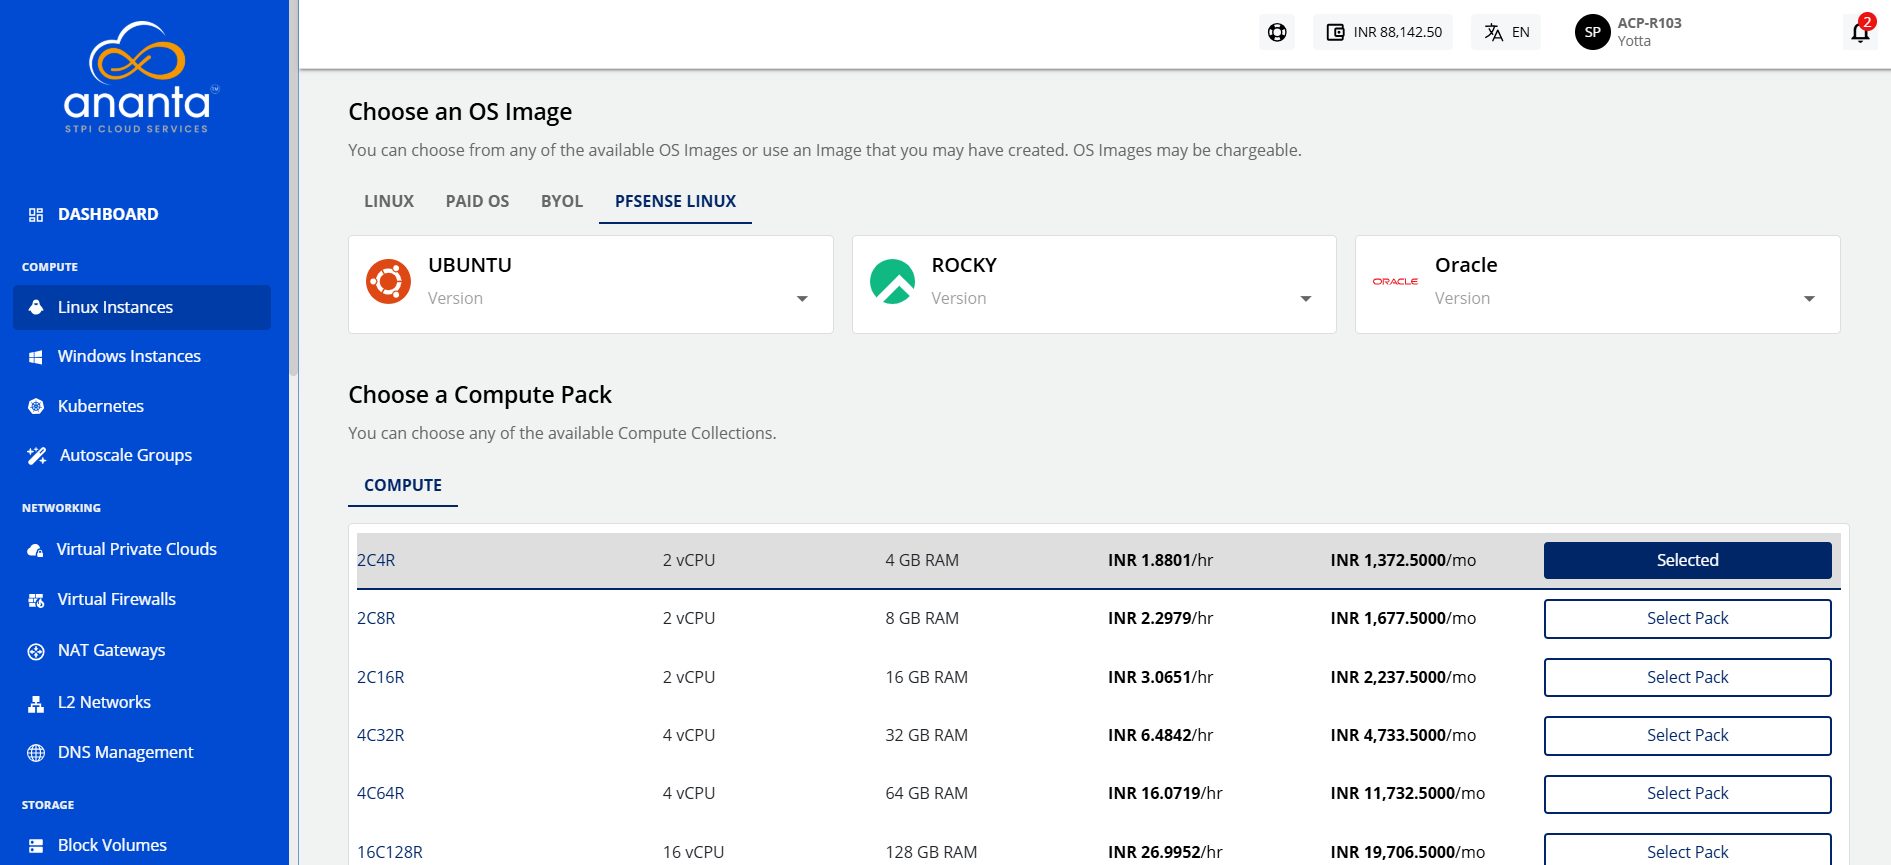 ananta™
STPI CLOUD SERVICES
DASHBOARD
COMPUTE
Linux Instances
Windows Instances
Kubernetes
Autoscale Groups
NETWORKING
Virtual Private Clouds
Virtual Firewalls
NAT Gateways
L2 Networks
DNS Management
STORAGE
Block Volumes
INR 88,142.50
EN
SP
ACP-R103
Yotta
2
Choose an OS Image
You can choose from any of the available OS Images or use an Image that you may have created. OS Images may be chargeable.
LINUX PAID OS BYOL PFSENSE LINUX
UBUNTU
Version
ROCKY
Version
ORACLE
Oracle
Version
Choose a Compute Pack
You can choose any of the available Compute Collections.
COMPUTE
2C4R 2 vCPU 4 GB RAM INR 1.8801/hr INR 1,372.5000/mo Selected
2C8R 2 vCPU 8 GB RAM INR 2.2979/hr INR 1,677.5000/mo Select Pack
2C16R 2 vCPU 16 GB RAM INR 3.0651/hr INR 2,237.5000/mo Select Pack
4C32R 4 vCPU 32 GB RAM INR 6.4842/hr INR 4,733.5000/mo Select Pack
4C64R 4 vCPU 64 GB RAM INR 16.0719/hr INR 11,732.5000/mo Select Pack
16C128R 16 vCPU 128 GB RAM INR 26.9952/hr INR 19,706.5000/mo Select Pack